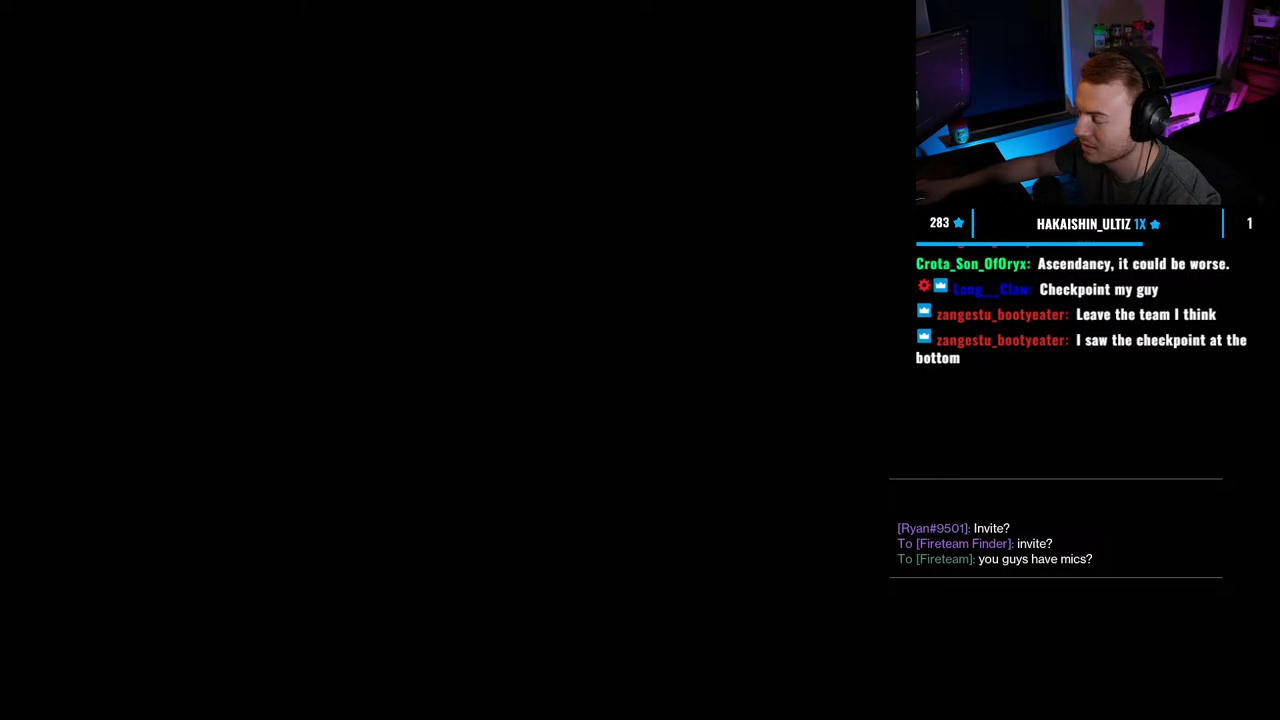 283
HAKAISHIN_ULTIZ 1X
1
Crota_Son_OfOryx: Ascendancy, it could be worse.
Long__Claw: Checkpoint my guy
zangestu_bootyeater: Leave the team I think
zangestu_bootyeater: I saw the checkpoint at the
bottom
[Ryan#9501]: Invite?
To [Fireteam Finder]: invite?
To [Fireteam]: you guys have mics?